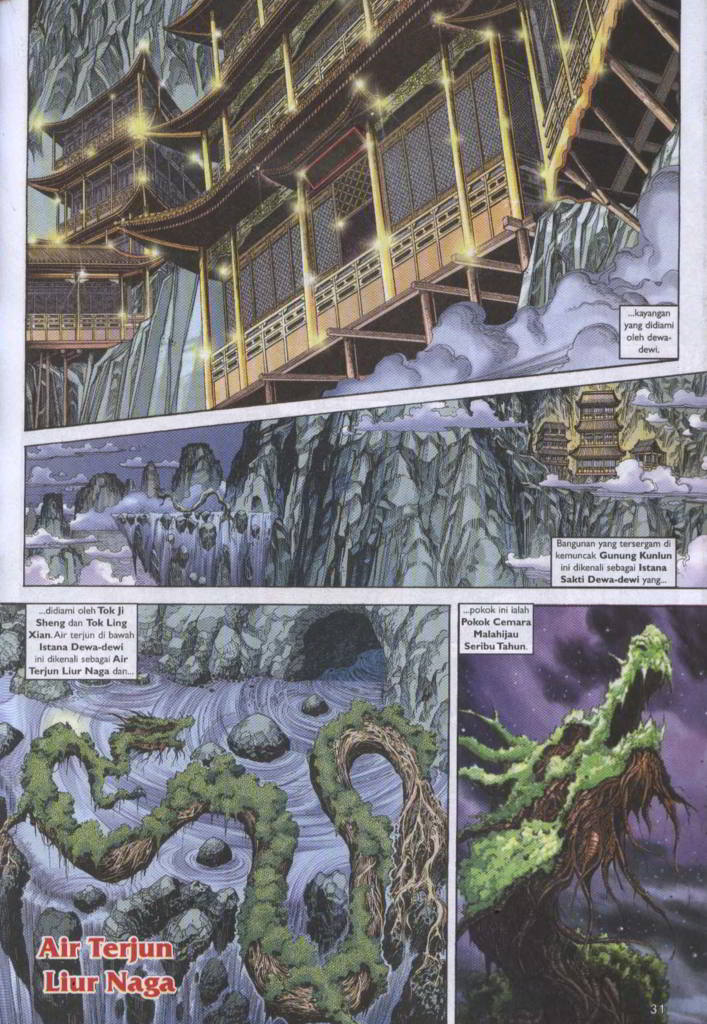 ...kayangan
yang didiami
oleh dewa-
dewi.
Bangunan yang tersergam di
kemuncak Gunung Kunlun
ini dikenali sebagai Istana
Sakti Dewa-dewi yang...
...didiami oleh Tok Ji
Sheng dan Tok Ling
Xian. Air terjun di bawah
Istana Dewa-dewi
ini dikenali sebagai Air
Terjun Liur Naga dan...
...pokok ini ialah
Pokok Cemara
Malahijau
Seribu Tahun.
Air Terjun
Liur Naga
31